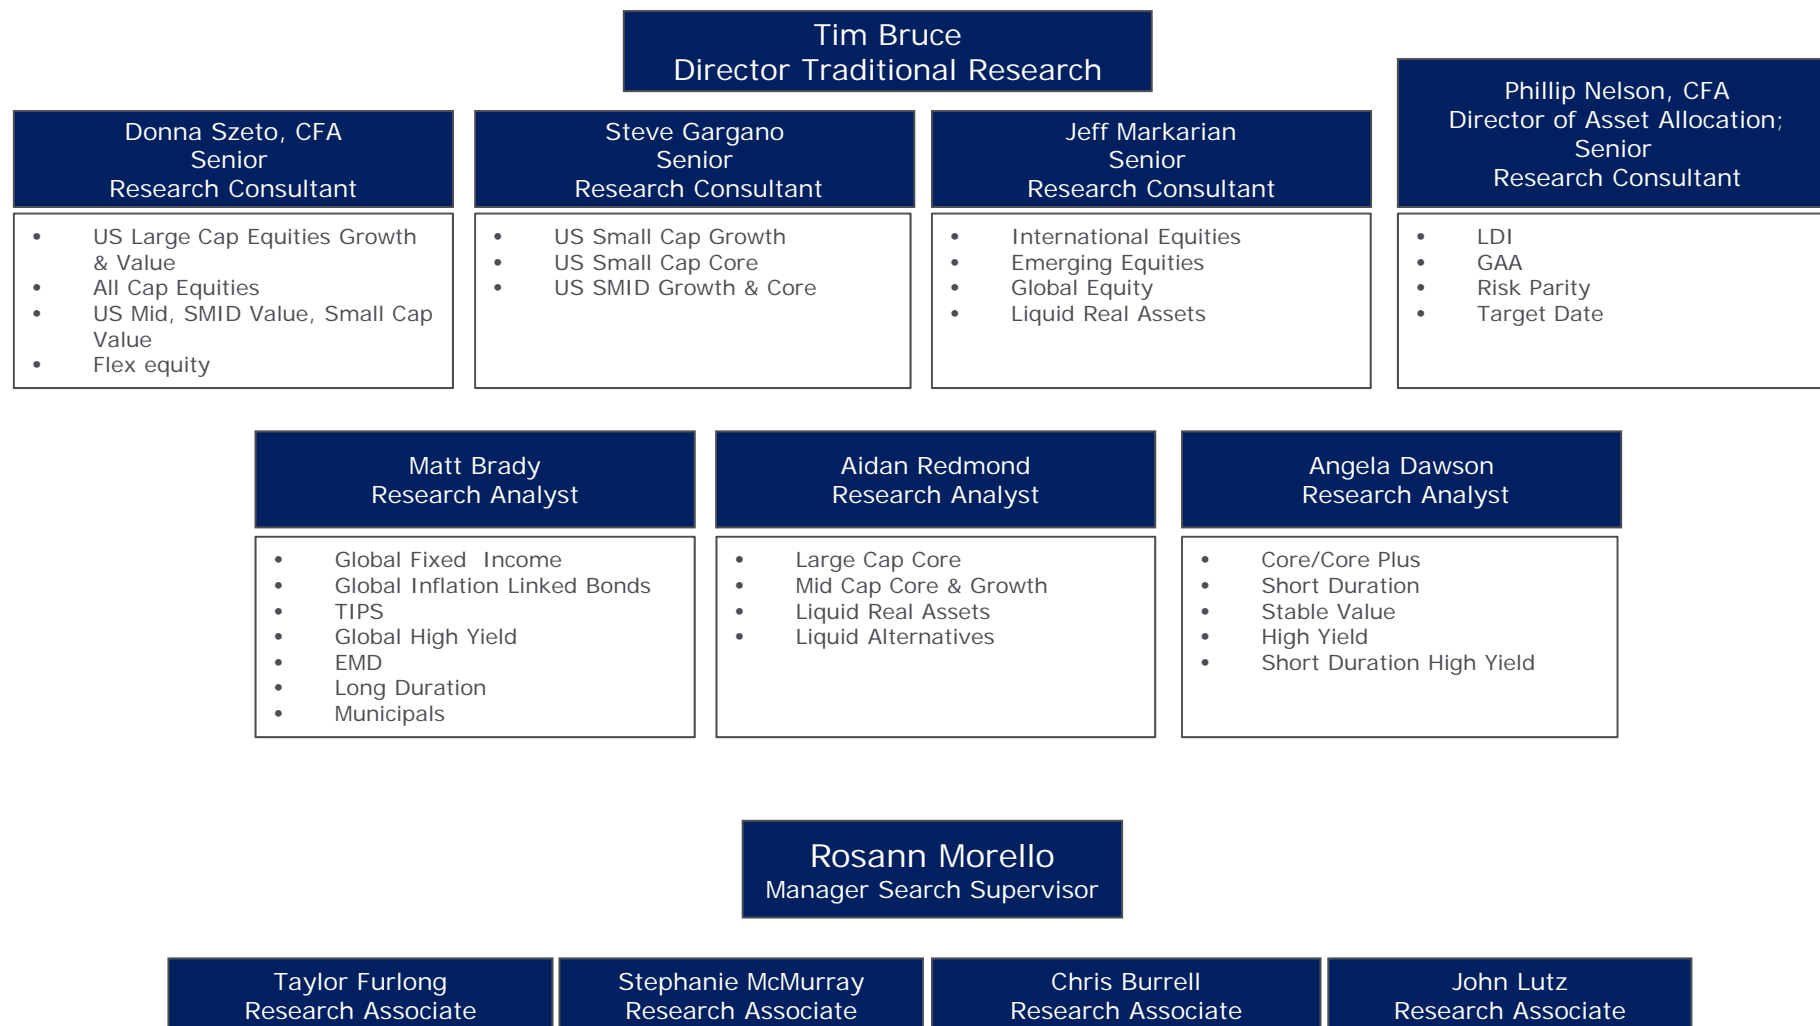 Tim Bruce
Director Traditional Research
Donna Szeto, CFA
Senior
Research Consultant
• US Large Cap Equities Growth
& Value
• All Cap Equities
• US Mid, SMID Value, Small Cap
Value
• Flex equity
Steve Gargano
Senior
Research Consultant
• US Small Cap Growth
• US Small Cap Core
• US SMID Growth & Core
Jeff Markarian
Senior
Research Consultant
• International Equities
• Emerging Equities
• Global Equity
• Liquid Real Assets
Phillip Nelson, CFA
Director of Asset Allocation;
Senior
Research Consultant
• LDI
• GAA
• Risk Parity
• Target Date
Matt Brady
Research Analyst
• Global Fixed  Income
• Global Inflation Linked Bonds
• TIPS
• Global High Yield
• EMD
• Long Duration
• Municipals
Aidan Redmond
Research Analyst
• Large Cap Core
• Mid Cap Core & Growth
• Liquid Real Assets
• Liquid Alternatives
Angela Dawson
Research Analyst
• Core/Core Plus
• Short Duration
• Stable Value
• High Yield
• Short Duration High Yield
Rosann Morello
Manager Search Supervisor
Taylor Furlong
Research Associate
Stephanie McMurray
Research Associate
Chris Burrell
Research Associate
John Lutz
Research Associate